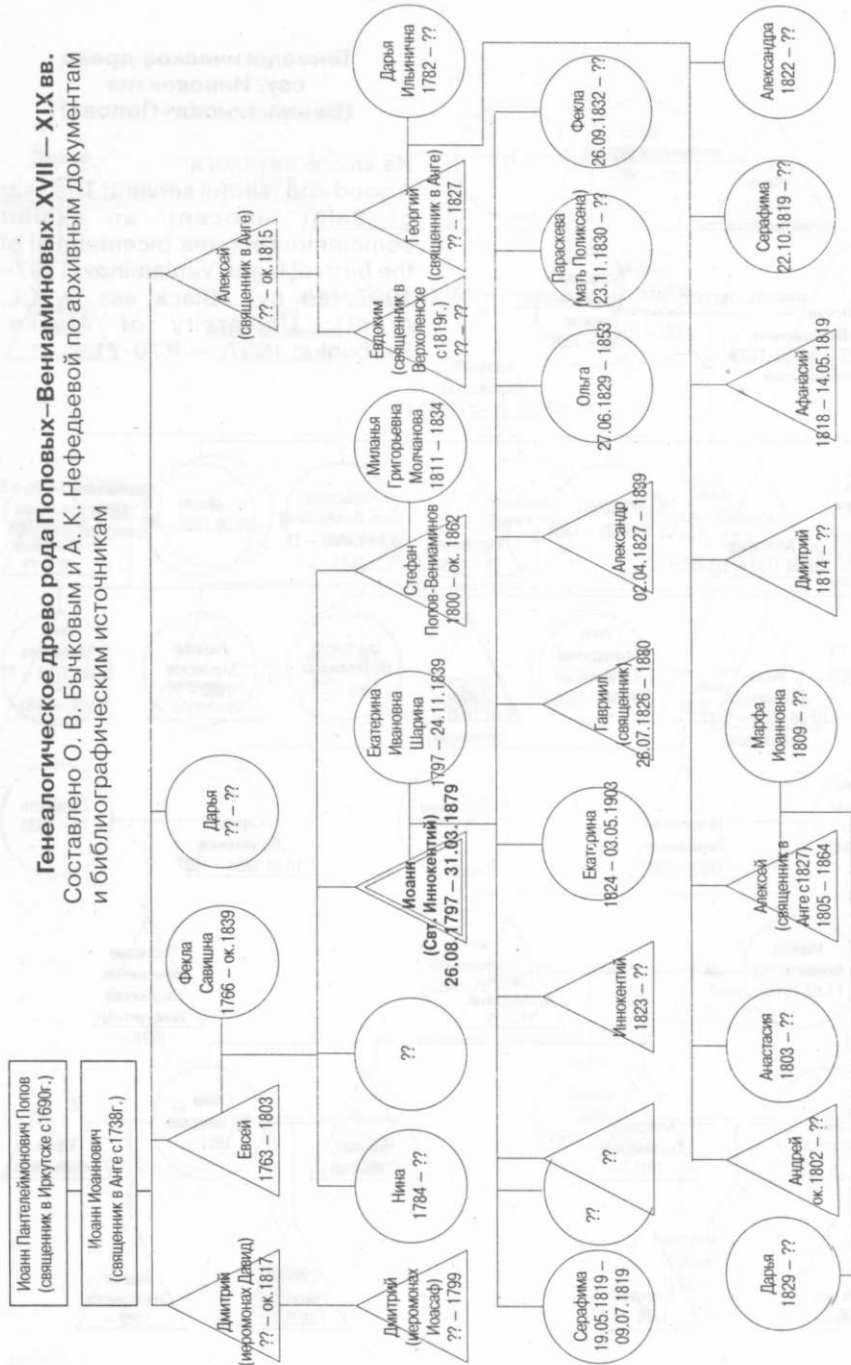 Генеалогическое древо рода Поповых–Вениаминовых. XVIII— XIX вв.
Составлено О. В. Бычковым и А. К. Нефедьевой по архивным документам
и библиографическим источникам
Иоанн Пантелеймонович Попов
(священник в Иркутске с1690г.)
Иоанн Иоанович
(священник в Анге с1738г.)
Дмитрий
(иеромонах Давид)
?? – ок.1817
Евсей
1763 – 1803
Фекла
Савишна
1766 – ок.1839
Дарья
?? – ??
Алексей
(священник в Анге)
?? – ок.1815
Георгий
(священник в Анге)
?? – 1827
Дарья
Ильинична
1782 – ??
Дмитрий
(иеромонах
Иоасаф)
?? – 1799
Нина
1784 – ??
??
Иоанн
(Свт. Иннокентий)
26.08.1797 – 31.03.1879
Екатерина
Ивановна
Шарина
1797 – 24.11.1839
Стефан
Попов-Вениаминов
1800 – ок. 1862
Миланья
Григорьевна
Молчанова
1811 – 1834
Евдоким
(священник в
Верхоленске
с1819г.)
?? – ??
Серафима
19.05.1819 –
09.07.1819
??
??
Иннокентий
1823 – ??
Екатерина
1824 – 03.05.1903
Гавриил
(священник)
26.07.1826 – 1880
Александр
02.04.1827 – 1839
Ольга
27.06.1829 – 1853
Параскева
(мать Поликсена)
23.11.1830 – ??
Фекла
26.09.1832 – ??
Дарья
1829 – ??
Андрей
ок.1802 – ??
Анастасия
1803 – ??
Алексей
(священник в
Анге с1827)
1805 – 1864
Марфа
Иоанновна
1809 – ??
Дмитрий
1814 – ??
Афанасий
1818 – 14.05.1819
Серафима
22.10.1819 – ??
Александра
1822 – ??